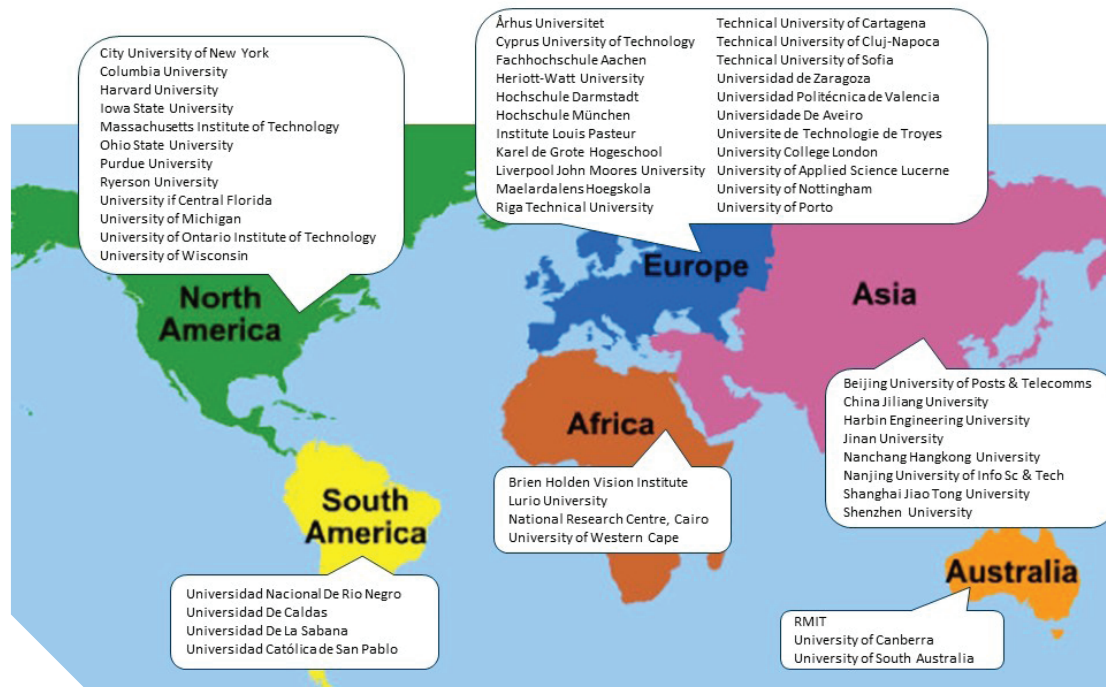 City University of New York
Columbia University
Harvard University
Iowa State University
Massachusetts Institute of Technology
Ohio State University
Purdue University
Ryerson University
University if Central Florida
University of Michigan
University of Ontario Institute of Technology
University of Wisconsin
North
America
Århus Universitet
Cyprus University of Technology
Fachhochschule Aachen
Heriott-Watt University
Hochschule Darmstadt
Hochschule München
Institute Louis Pasteur
Karel de Grote Hogeschool
Liverpool John Moores University
Maelardalens Hoegskola
Riga Technical University
Technical University of Cartagena
Technical University of Cluj-Napoca
Technical University of Sofia
Universidad de Zaragoza
Universidad Politécnica de Valencia
Universidade De Aveiro
Universite de Technologie de Troyes
University College London
University of Applied Science Lucerne
University of Nottingham
University of Porto
Europe
Asia
Beijing University of Posts & Telecomms
China Jiliang University
Harbin Engineering University
Jinan University
Nanchang Hangkong University
Nanjing University of Info Sc & Tech
Shanghai Jiao Tong University
Shenzhen University
Africa
Brien Holden Vision Institute
Lurio University
National Research Centre, Cairo
University of Western Cape
South
America
Universidad Nacional De Rio Negro
Universidad De Caldas
Universidad De La Sabana
Universidad Católica de San Pablo
Australia
RMIT
University of Canberra
University of South Australia